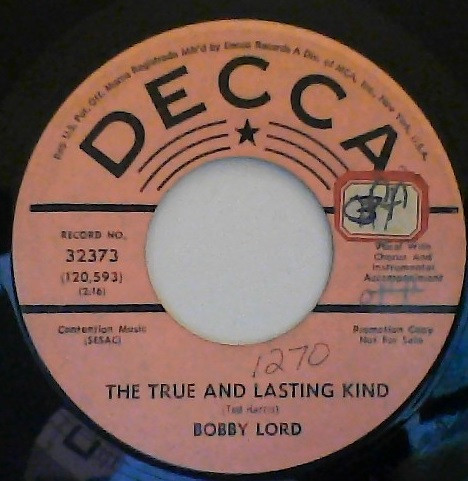 Reg. U.S. Pat. Off. Marca Registrada Mfr'd by Decca Records A Div. of MCA, Inc., New York, U.S.A.
DECCA
RECORD NO.
32373
(120,593)
(2:16)
Vocal With
Chorus And
Instrumental
Accompaniment
Contention Music
(SESAC)
Promotion Copy
Not For Sale
1270
THE TRUE AND LASTING KIND
(Ted Harris)
BOBBY LORD